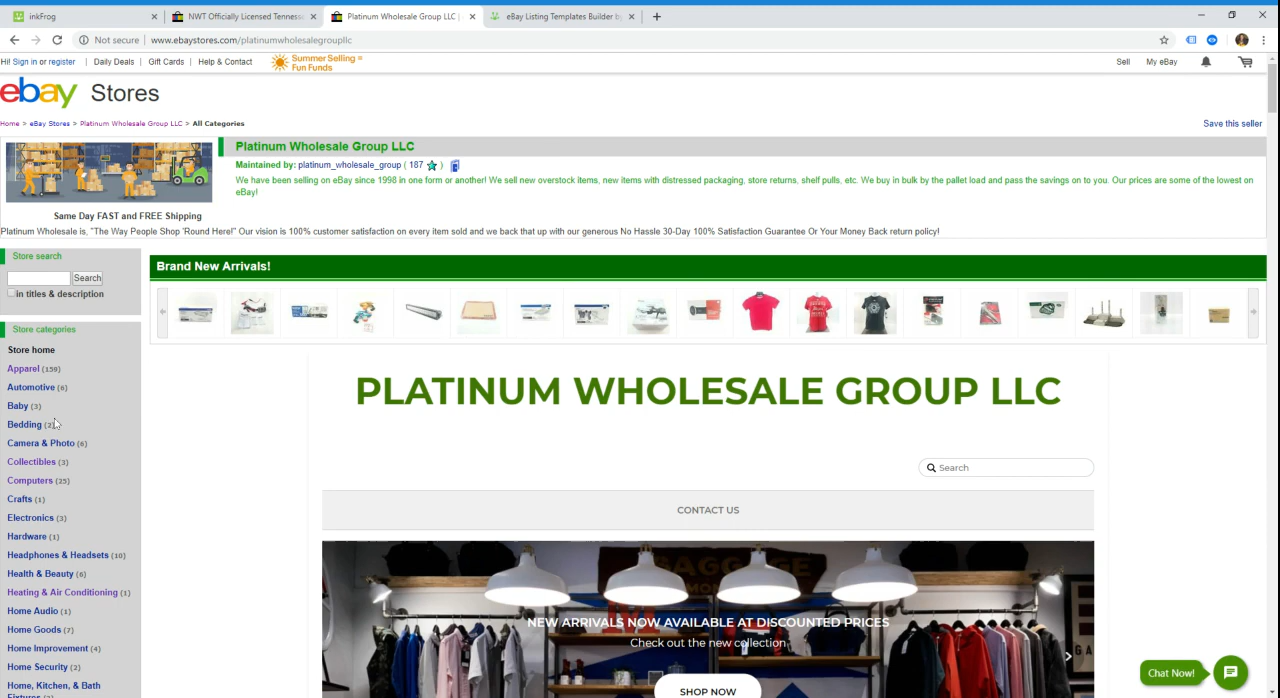 inkFrog
NWT Officially Licensed Tennesse
Platinum Wholesale Group LLC |
eBay Listing Templates Builder by
Not secure | www.ebaystores.com/platinumwholesalegroupllc
Hi! Sign in or register | Daily Deals | Gift Cards | Help & Contact
Summer Selling =
Fun Funds
Sell My eBay
ebay Stores
Home > eBay Stores > Platinum Wholesale Group LLC > All Categories
Save this seller
Platinum Wholesale Group LLC
Maintained by: platinum_wholesale_group ( 187 )
We have been selling on eBay since 1998 in one form or another! We sell new overstock items, new items with distressed packaging, store returns, shelf pulls, etc. We buy in bulk by the pallet load and pass the savings on to you. Our prices are some of the lowest on
eBay!
Same Day FAST and FREE Shipping
Platinum Wholesale is, "The Way People Shop 'Round Here!" Our vision is 100% customer satisfaction on every item sold and we back that up with our generous No Hassle 30-Day 100% Satisfaction Guarantee Or Your Money Back return policy!
Store search
Search
in titles & description
Store categories
Store home
Apparel (159)
Automotive (6)
Baby (3)
Bedding
Camera & Photo (6)
Collectibles (3)
Computers (25)
Crafts (1)
Electronics (3)
Hardware (1)
Headphones & Headsets (10)
Health & Beauty (6)
Heating & Air Conditioning (1)
Home Audio (1)
Home Goods (7)
Home Improvement (4)
Home Security (2)
Home, Kitchen, & Bath
Fixtures
Brand New Arrivals!
PLATINUM WHOLESALE GROUP LLC
Search
CONTACT US
NEW ARRIVALS NOW AVAILABLE AT DISCOUNTED PRICES
Check out the new collection
SHOP NOW
Chat Now!